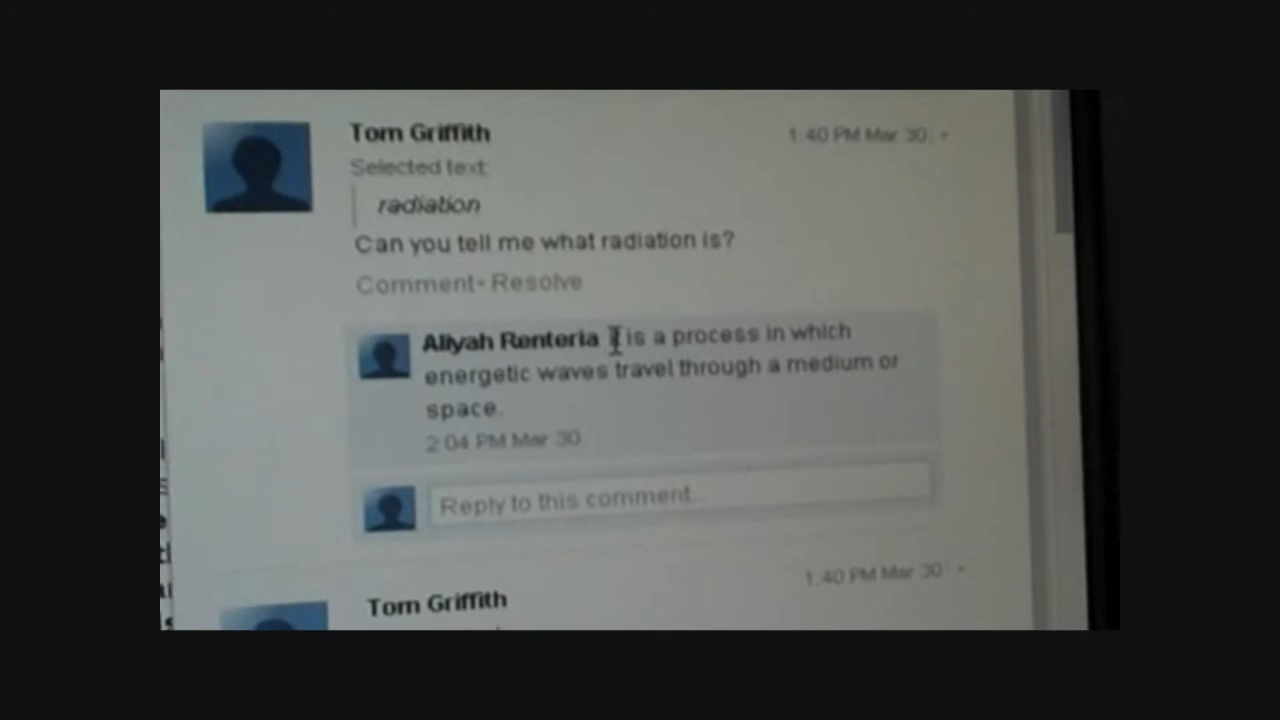 Tom Griffith 1:40 PM Mar 30
Selected text:
radiation
Can you tell me what radiation is?
Comment • Resolve
Aliyah Renteria is a process in which
energetic waves travel through a medium or
space.
2:04 PM Mar 30
Reply to this comment...
1:40 PM Mar 30
Tom Griffith